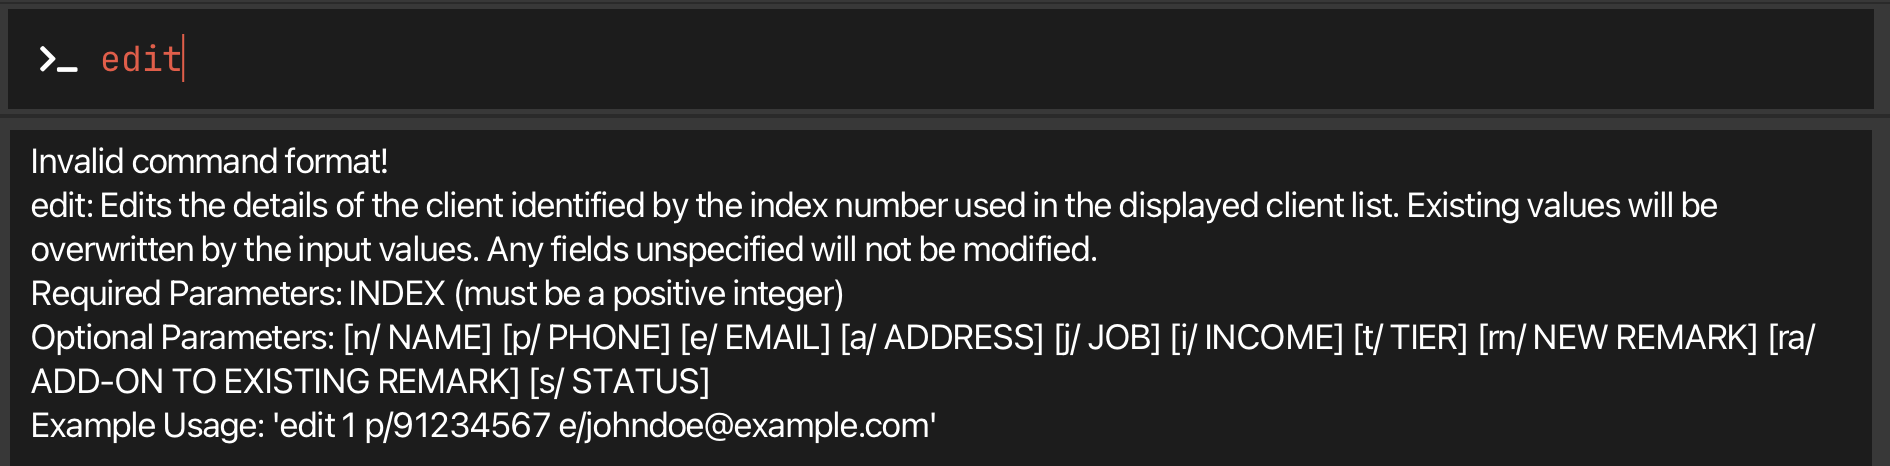 >_ edit
Invalid command format!
edit: Edits the details of the client identified by the index number used in the displayed client list. Existing values will be
overwritten by the input values. Any fields unspecified will not be modified.
Required Parameters: INDEX (must be a positive integer)
Optional Parameters: [n/ NAME] [p/ PHONE] [e/ EMAIL] [a/ ADDRESS] [j/ JOB] [i/ INCOME] [t/ TIER] [rn/ NEW REMARK] [ra/
ADD-ON TO EXISTING REMARK] [s/ STATUS]
Example Usage: 'edit 1 p/91234567 e/johndoe@example.com'